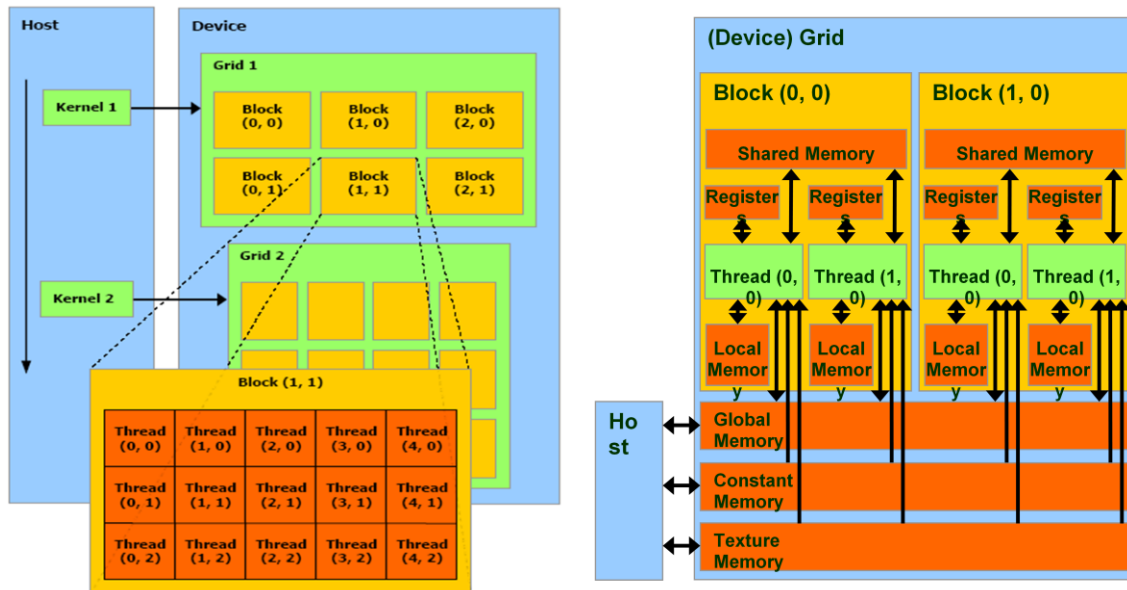 Host
Device
Grid 1
Kernel 1
Block
(0, 0)
Block
(1, 0)
Block
(2, 0)
Block
(0, 1)
Block
(1, 1)
Block
(2, 1)
Grid 2
Kernel 2
Block (1, 1)
Thread
(0, 0)
Thread
(1, 0)
Thread
(2, 0)
Thread
(3, 0)
Thread
(4, 0)
Thread
(0, 1)
Thread
(1, 1)
Thread
(2, 1)
Thread
(3, 1)
Thread
(4, 1)
Thread
(0, 2)
Thread
(1, 2)
Thread
(2, 2)
Thread
(3, 2)
Thread
(4, 2)
(Device) Grid
Block (0, 0)
Shared Memory
Register
s
Register
s
Thread (0,
0)
Thread (1,
0)
Local
Memor
y
Local
Memor
y
Block (1, 0)
Shared Memory
Register
s
Register
s
Thread (0,
0)
Thread (1,
0)
Local
Memor
y
Local
Memor
y
Ho
st
Global
Memory
Constant
Memory
Texture
Memory